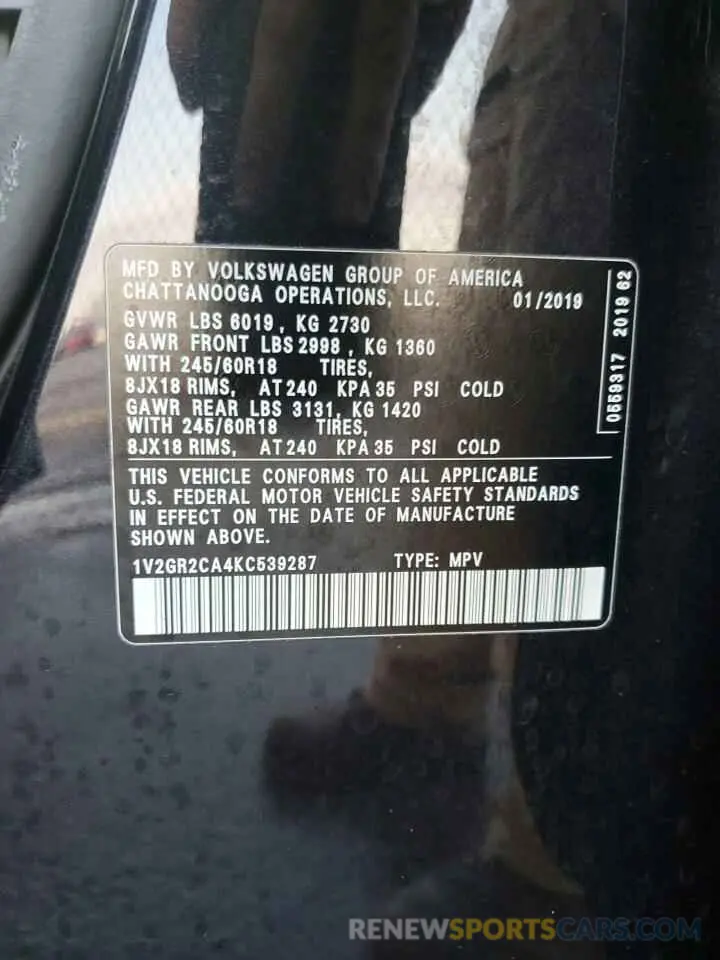 MFD BY VOLKSWAGEN GROUP OF AMERICA
CHATTANOOGA OPERATIONS, LLC. 01/2019
GVWR LBS 6019, KG 2730
GAWR FRONT LBS 2998, KG 1360
WITH 245/60R18 TIRES,
8JX18 RIMS, AT 240 KPA 35 PSI COLD
GAWR REAR LBS 3131, KG 1420
WITH 245/60R18 TIRES,
8JX18 RIMS, AT 240 KPA 35 PSI COLD
0559317 2019 62
THIS VEHICLE CONFORMS TO ALL APPLICABLE
U.S. FEDERAL MOTOR VEHICLE SAFETY STANDARDS
IN EFFECT ON THE DATE OF MANUFACTURE
SHOWN ABOVE.
1V2GR2CA4KC539287 TYPE: MPV
RENEWSPORTSCARS.COM